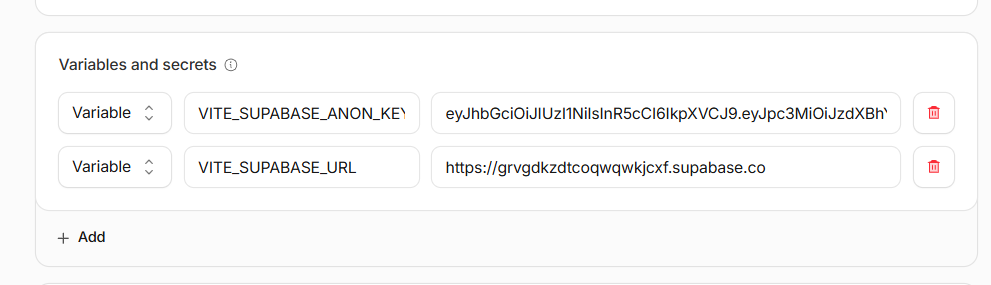 Variables and secrets
Variable VITE_SUPABASE_ANON_KEY eyJhbGciOiJIUzI1NiIsInR5cCI6IkpXVCJ9.eyJpc3MiOiJzdXBhY
Variable VITE_SUPABASE_URL https://grvgdkzdtcoqwqwkjcxf.supabase.co
+ Add